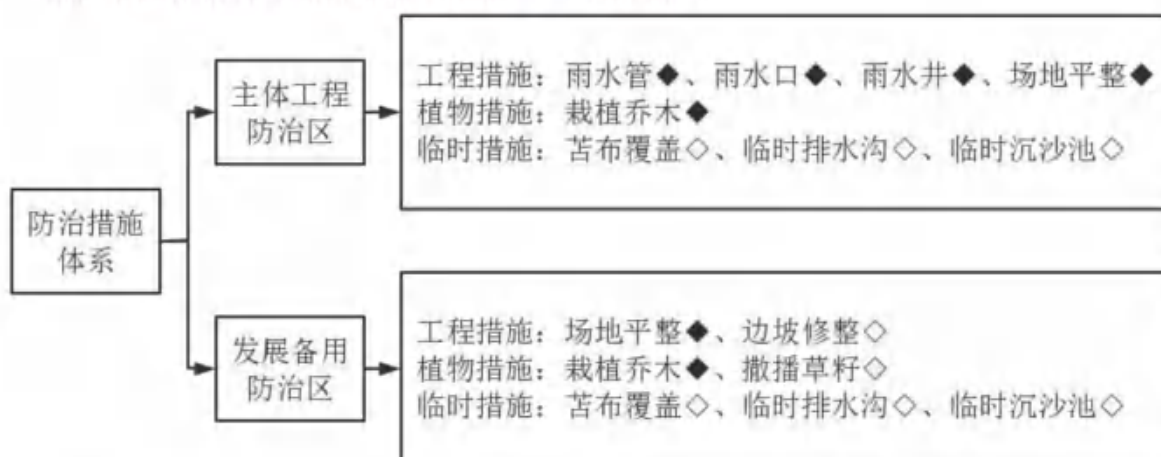 防治措施
体系
主体工程
防治区
工程措施：雨水管◆、雨水口◆、雨水井◆、场地平整◆
植物措施：栽植乔木◆
临时措施：苫布覆盖◇、临时排水沟◇、临时沉沙池◇
发展备用
防治区
工程措施：场地平整◆、边坡修整◇
植物措施：栽植乔木◆、撒播草籽◇
临时措施：苫布覆盖◇、临时排水沟◇、临时沉沙池◇